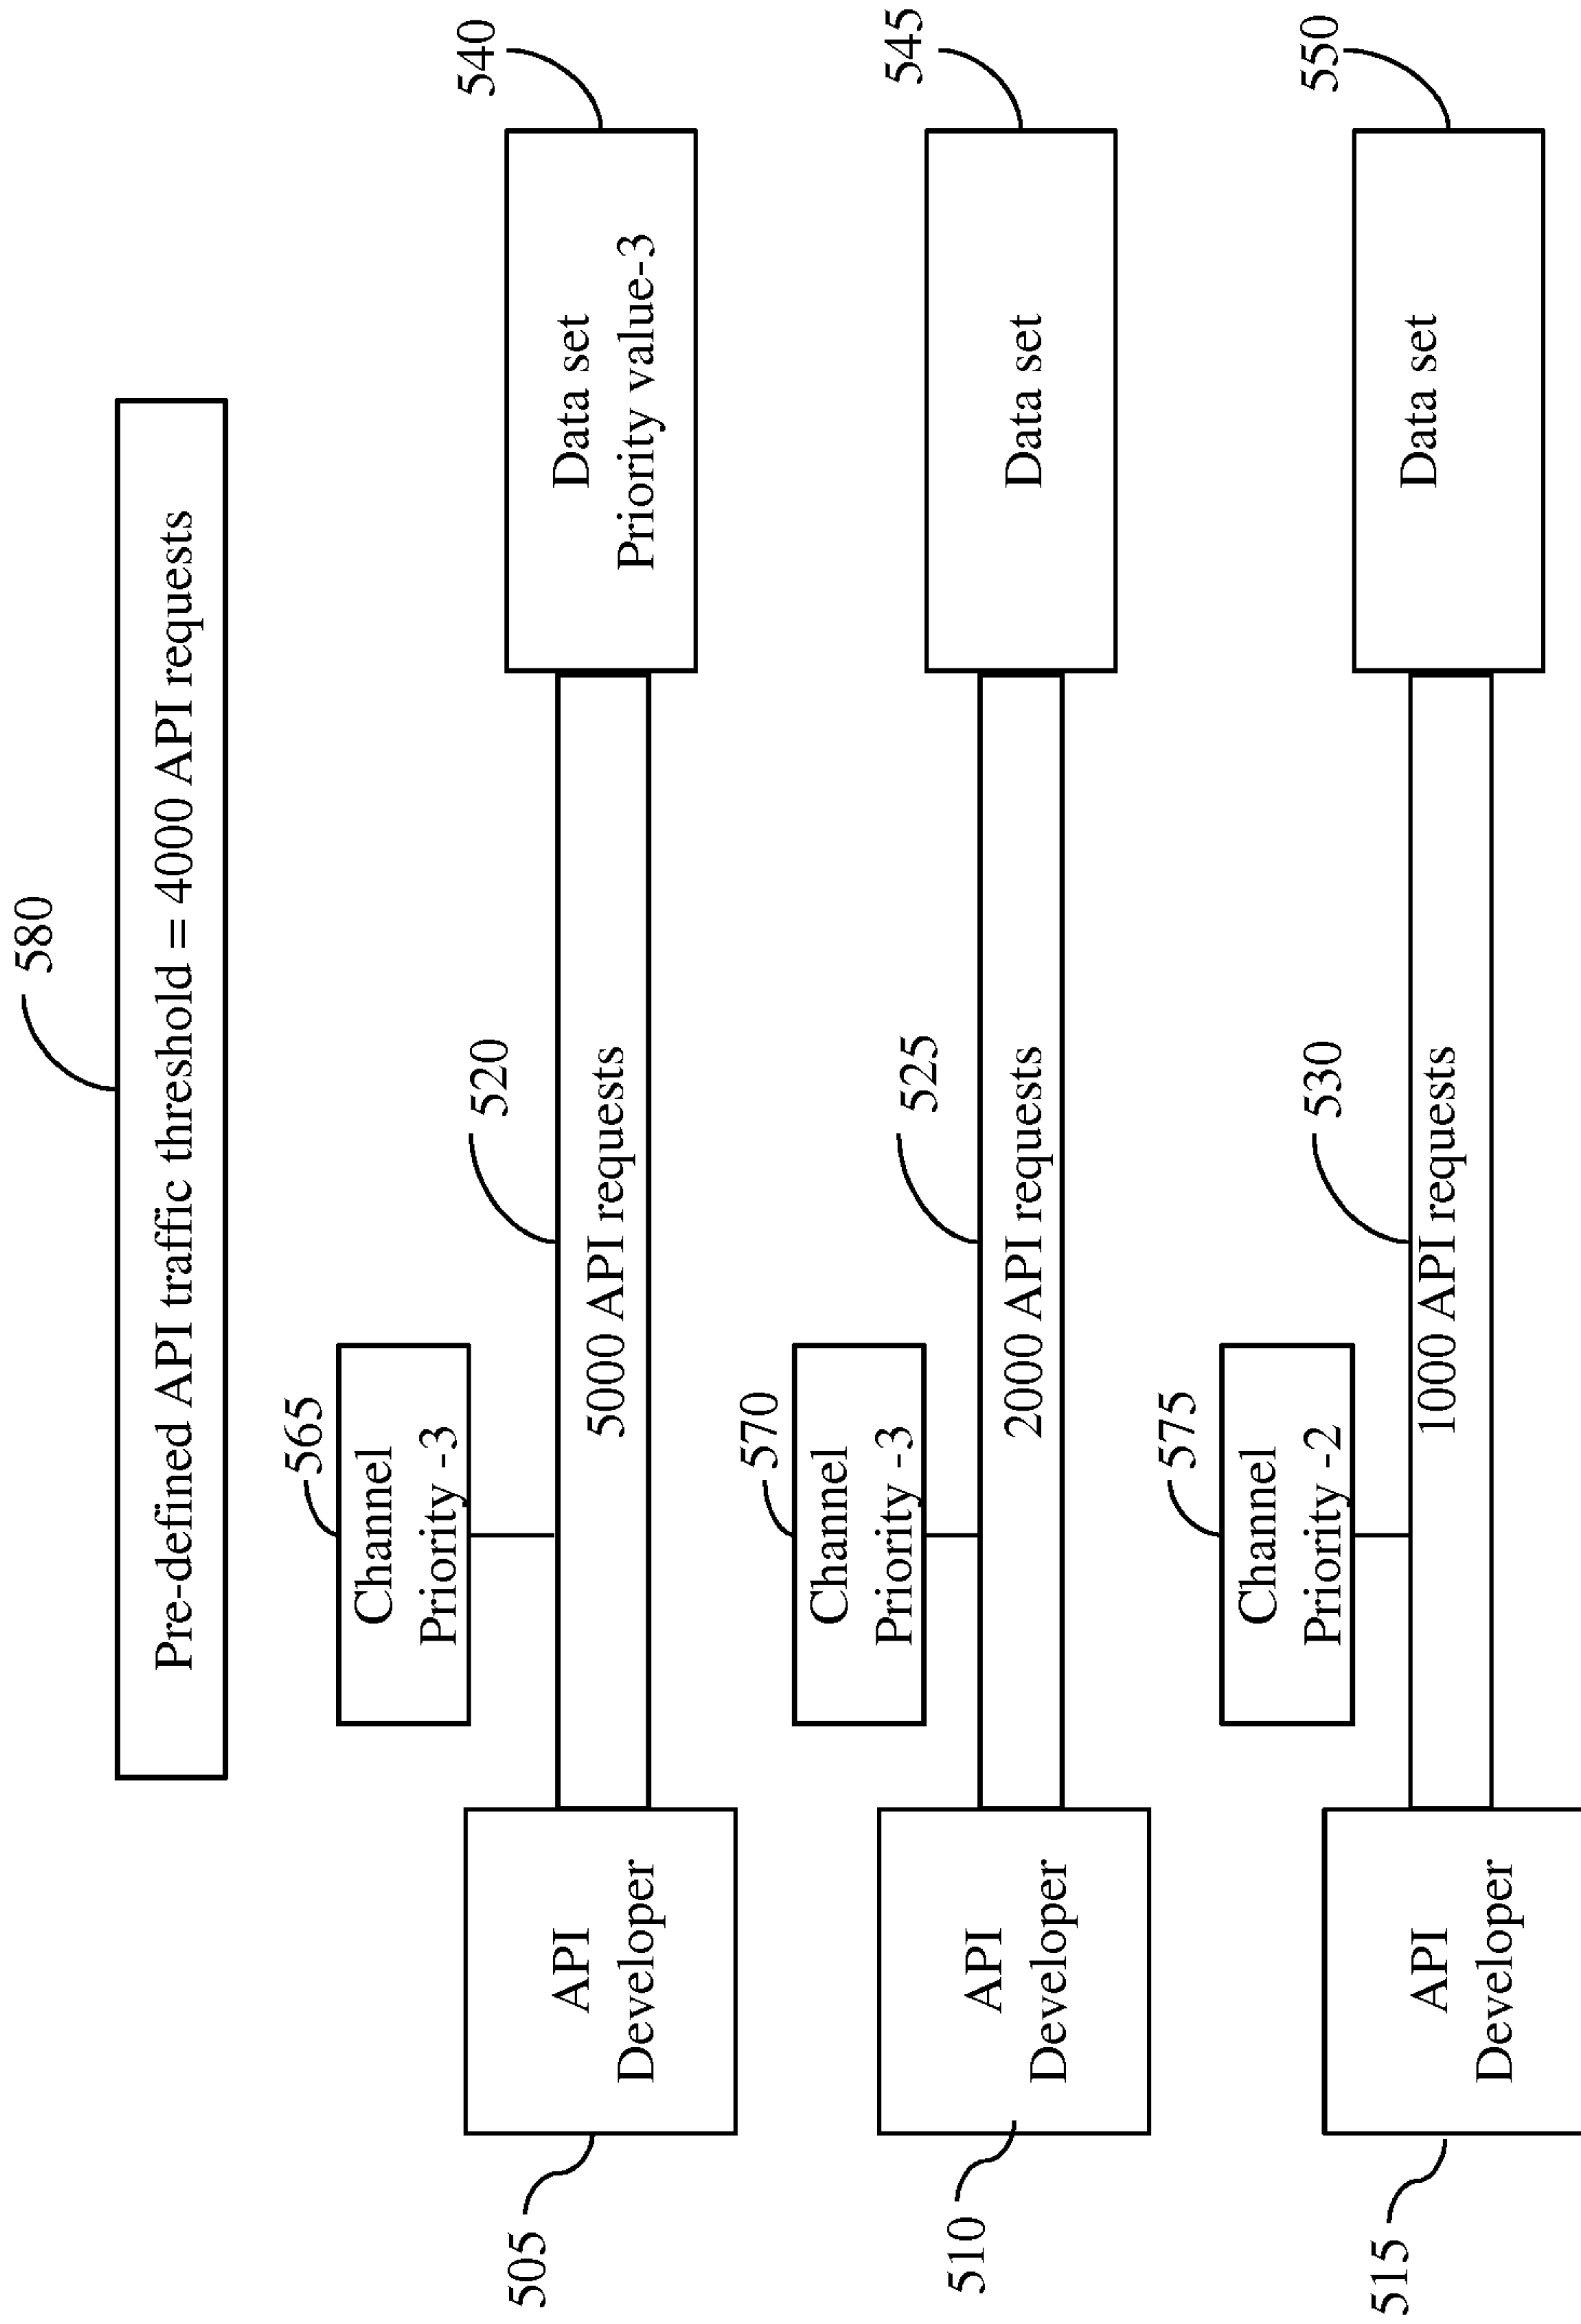 580
Pre-defined API traffic threshold = 4000 API requests
565
Channel
Priority -3
520
540
505
API
Developer
5000 API requests
Data set
Priority value-3
570
Channel
Priority -3
525
545
510
API
Developer
2000 API requests
Data set
575
Channel
Priority -2
530
550
515
API
Developer
1000 API requests
Data set